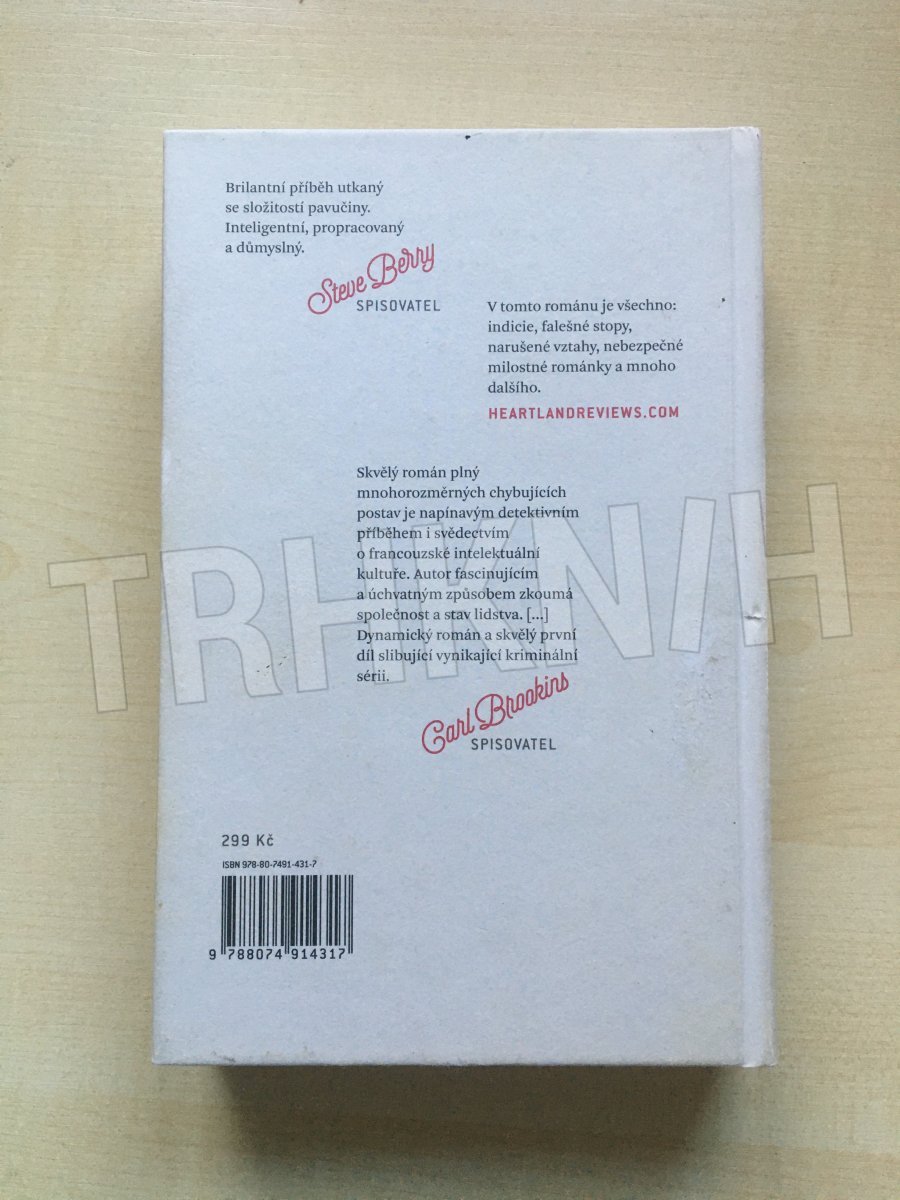 Brilantní příběh utkaný
se složitostí pavučiny.
Inteligentní, propracovaný
a důmyslný.
Steve Berry
SPISOVATEL
V tomto románu je všechno:
indicie, falešné stopy,
narušené vztahy, nebezpečné
milostné románky a mnoho
dalšího.
HEARTLANDREVIEWS.COM
Skvělý román plný
mnohorozměrných chybujících
postav je napínavým detektivním
příběhem i svědectvím
o francouzské intelektuální
kultuře. Autor fascinujícím
a úchvatným způsobem zkoumá
společnost a stav lidstva. [...]
Dynamický román a skvělý první
díl slibující vynikající kriminální
sérii.
Carl Brookins
SPISOVATEL
TRHKNIH
299 Kč
ISBN 978-80-7491-431-7
9 788074 914317